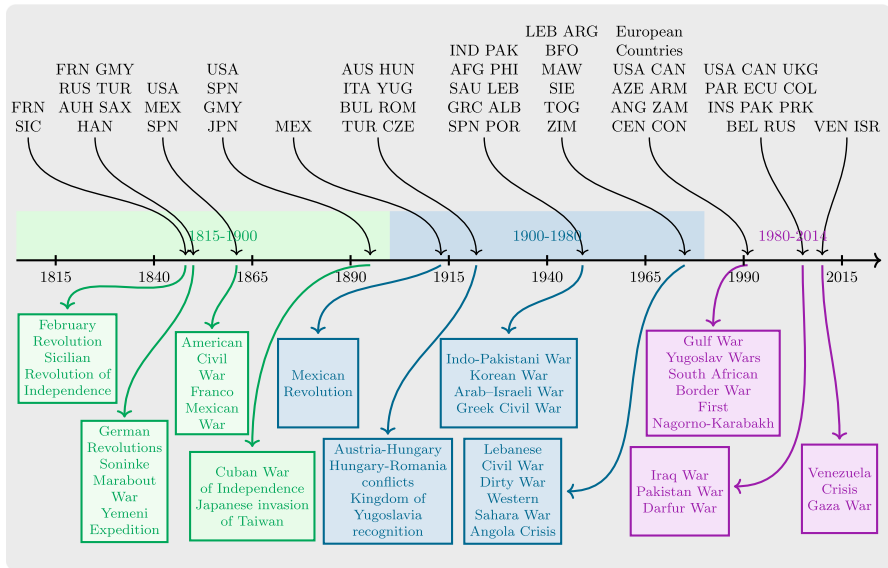 FRN
SIC
FRN GMY
RUS TUR
AUH SAX
HAN
USA
MEX
SPN
USA
SPN
GMY
JPN
MEX
AUS HUN
ITA YUG
BUL ROM
TUR CZE
IND PAK
AFG PHI
SAU LEB
GRC ALB
SPN POR
LEB ARG
BFO
MAW
SIE
TOG
ZIM
European
Countries
USA CAN
AZE ARM
ANG ZAM
CEN CON
USA CAN UKG
PAR ECU COL
INS PAK PRK
BEL RUS
VEN ISR
1815-1900
1900-1980
1980-2014
1815
1840
1865
1890
1915
1940
1965
1990
2015
February
Revolution
Sicilian
Revolution of
Independence
German
Revolutions
Soninke
Marabout
War
Yemeni
Expedition
American
Civil
War
Franco
Mexican
War
Cuban War
of Independence
Japanese invasion
of Taiwan
Mexican
Revolution
Austria-Hungary
Hungary-Romania
conflicts
Kingdom of
Yugoslavia
recognition
Indo-Pakistani War
Korean War
Arab–Israeli War
Greek Civil War
Lebanese
Civil War
Dirty War
Western
Sahara War
Angola Crisis
Gulf War
Yugoslav Wars
South African
Border War
First
Nagorno-Karabakh
Iraq War
Pakistan War
Darfur War
Venezuela
Crisis
Gaza War